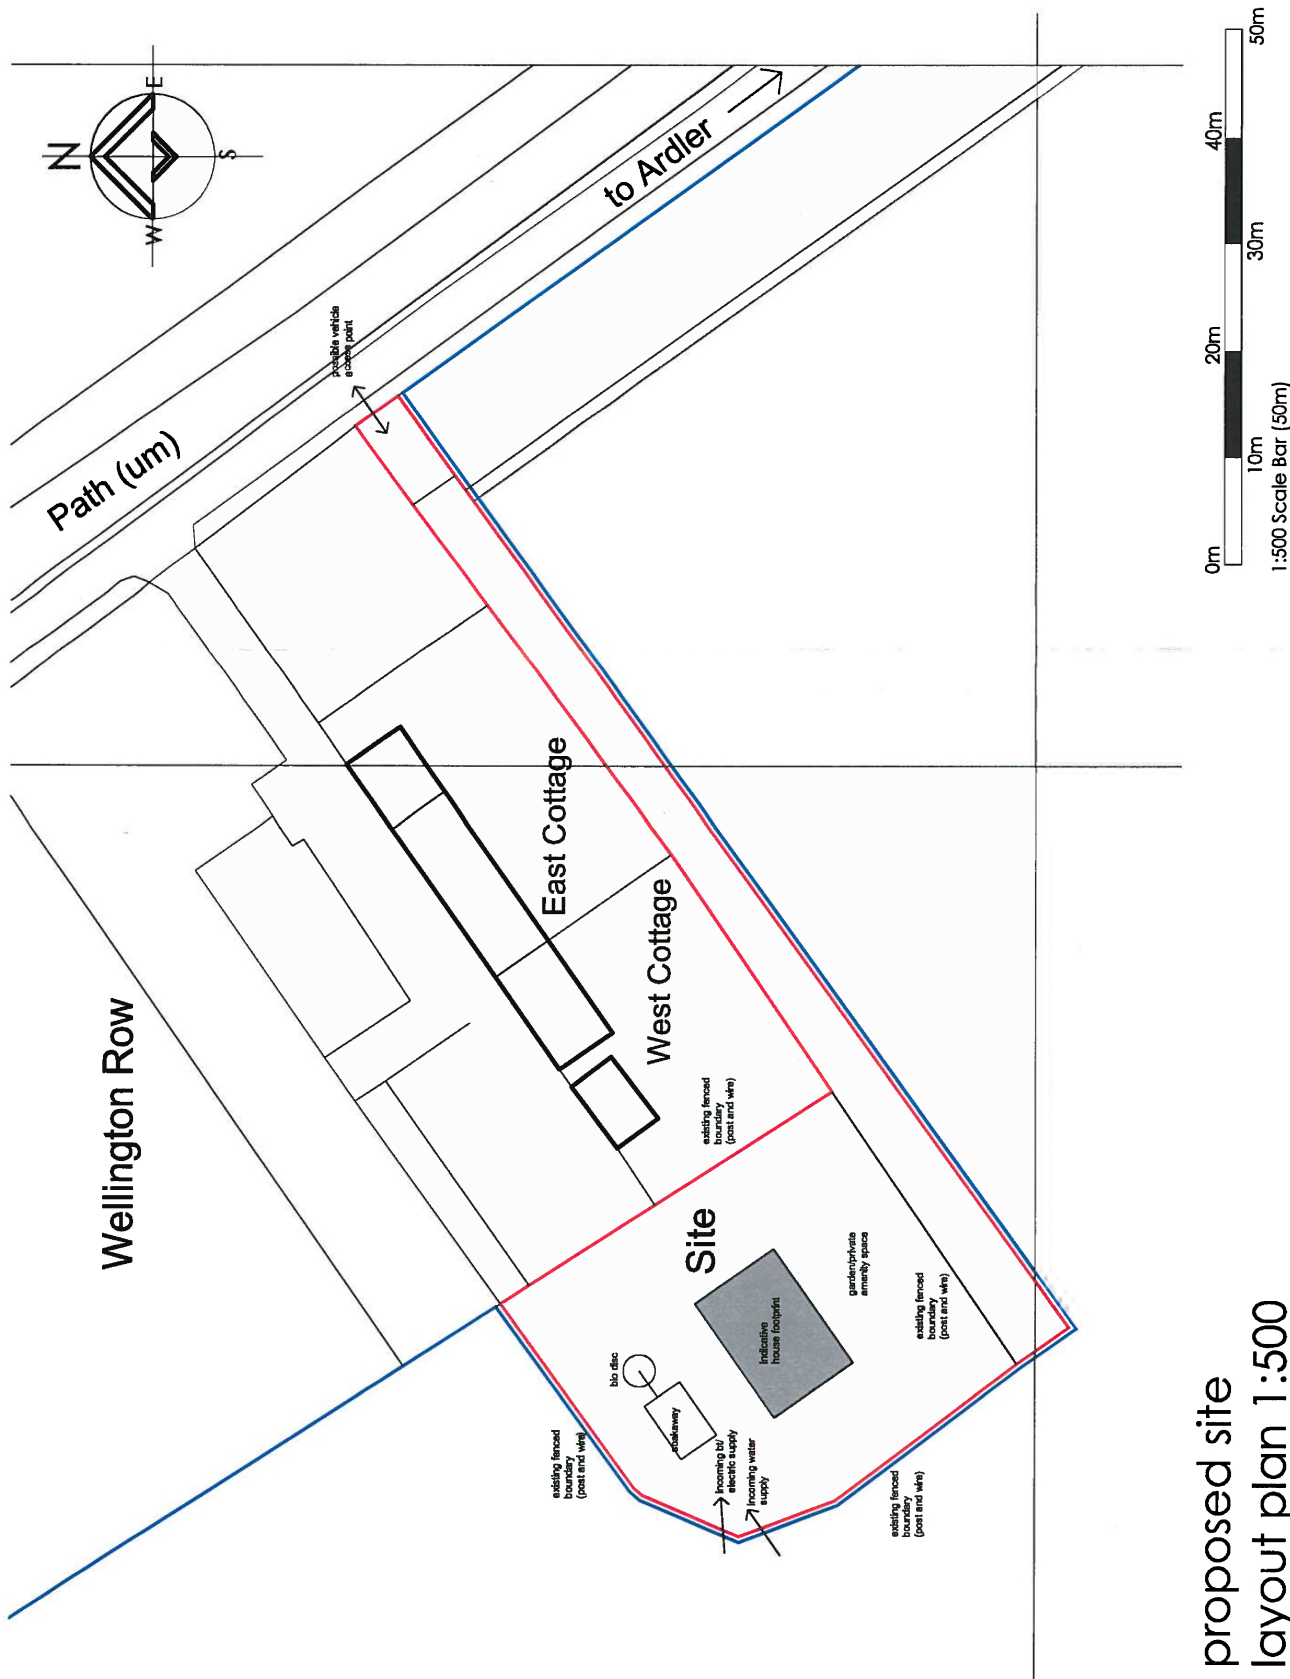 N
W
E
S
Path (um)
to Ardler
possible vehicle
access point
Wellington Row
East Cottage
West Cottage
existing fenced
boundary
(post and wire)
Site
indicative
house footprint
garden/private
amenity space
existing fenced
boundary
(post and wire)
bio disc
soakaway
existing fenced
boundary
(post and wire)
incoming bt/
electric supply
incoming water
supply
existing fenced
boundary
(post and wire)
0m
10m
20m
30m
40m
50m
1:500 Scale Bar (50m)
proposed site
layout plan 1:500